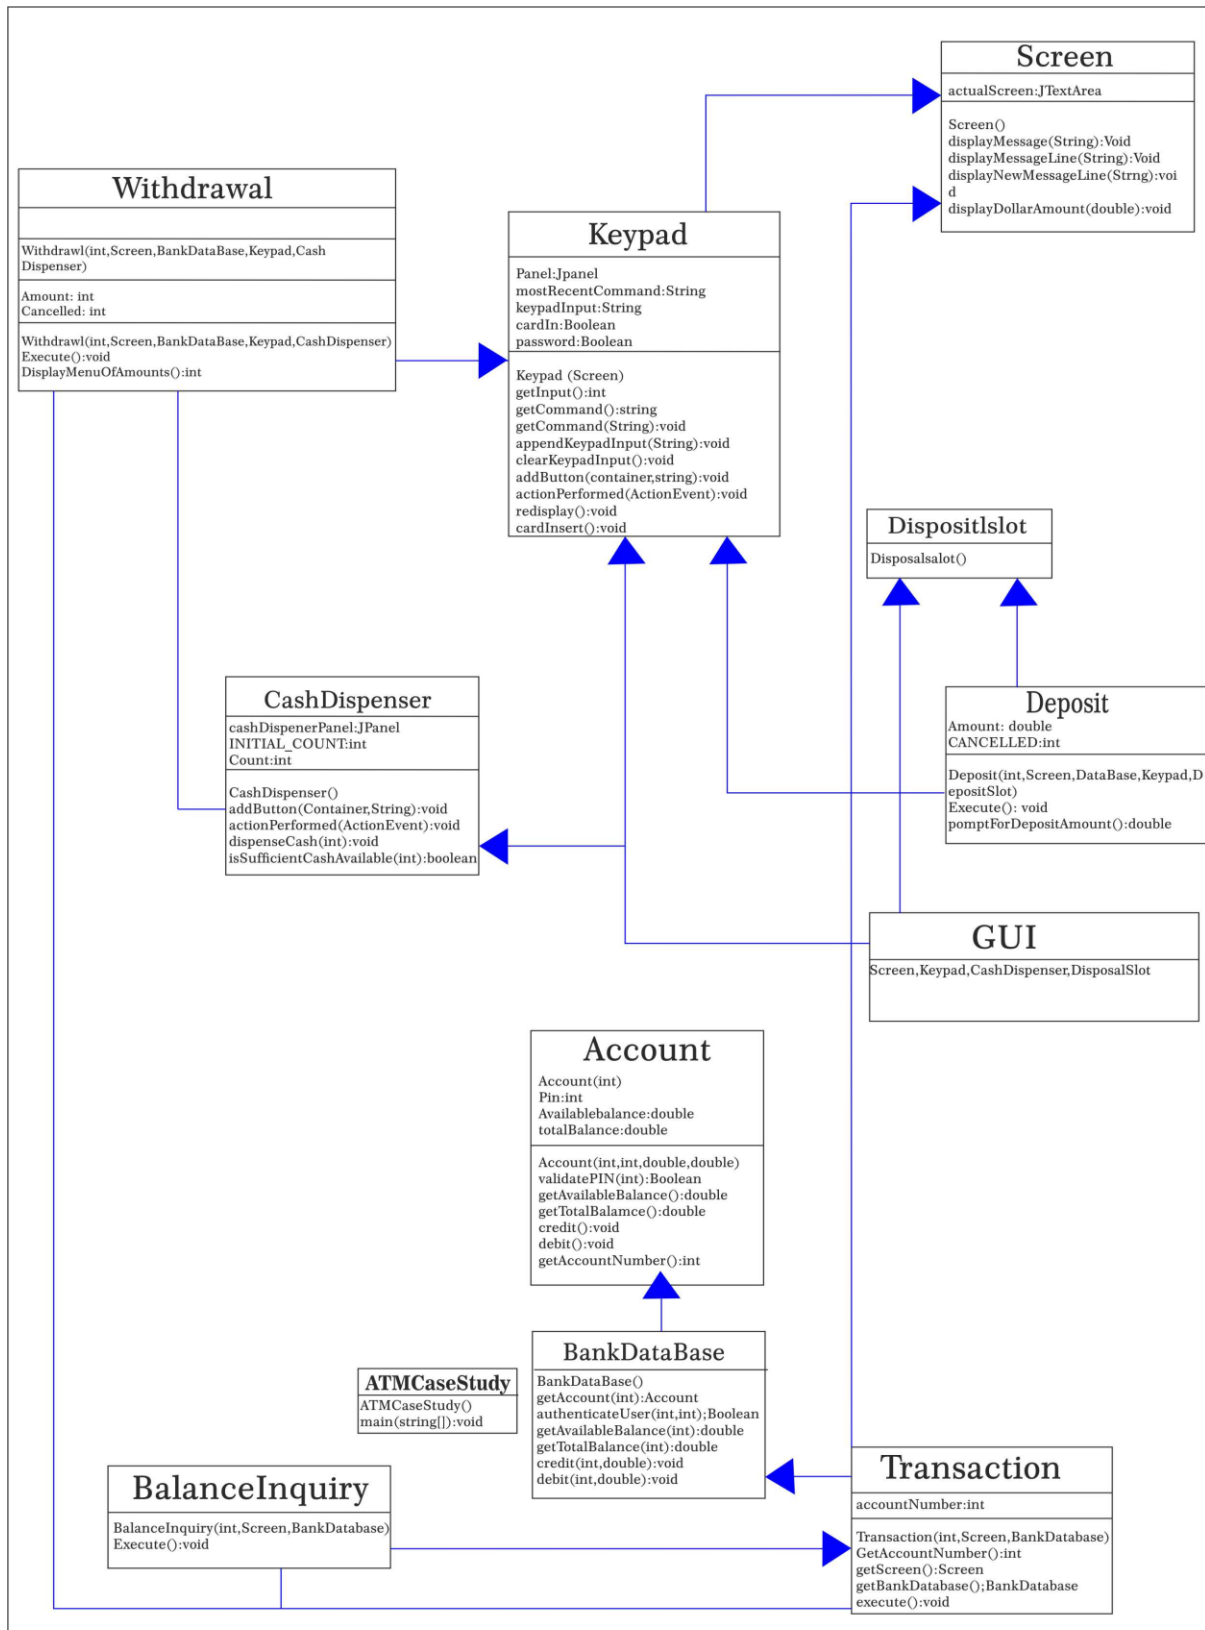 Screen
actualScreen:JTextArea
Screen()
displayMessage(String):Void
displayMessageLine(String):Void
displayNewMessageLine(Strng):voi
d
displayDollarAmount(double):void
Withdrawal
Withdrawl(int,Screen,BankDataBase,Keypad,Cash
Dispenser)
Amount: int
Cancelled: int
Withdrawl(int,Screen,BankDataBase,Keypad,CashDispenser)
Execute():void
DisplayMenuOfAmounts():int
Keypad
Panel:Jpanel
mostRecentCommand:String
keypadInput:String
cardIn:Boolean
password:Boolean
Keypad (Screen)
getInput():int
getCommand():string
getCommand(String):void
appendKeypadInput(String):void
clearKeypadInput():void
addButton(container,string):void
actionPerformed(ActionEvent):void
redisplay():void
cardInsert():void
Dispositlslot
Disposalsalot()
CashDispenser
cashDispenerPanel:JPanel
INITIAL_COUNT:int
Count:int
CashDispenser()
addButton(Container,String):void
actionPerformed(ActionEvent):void
dispenseCash(int):void
isSufficientCashAvailable(int):boolean
Deposit
Amount: double
CANCELLED:int
Deposit(int,Screen,DataBase,Keypad,D
epositSlot)
Execute(): void
pomptForDepositAmount():double
GUI
Screen,Keypad,CashDispenser,DisposalSlot
Account
Account(int)
Pin:int
Availablebalance:double
totalBalance:double
Account(int,int,double,double)
validatePIN(int):Boolean
getAvailableBalance():double
getTotalBalamce():double
credit():void
debit():void
getAccountNumber():int
BankDataBase
BankDataBase()
getAccount(int):Account
authenticateUser(int,int);Boolean
getAvailableBalance(int):double
getTotalBalance(int):double
credit(int,double):void
debit(int,double):void
ATMCaseStudy
ATMCaseStudy()
main(string[]):void
BalanceInquiry
BalanceInquiry(int,Screen,BankDatabase)
Execute():void
Transaction
accountNumber:int
Transaction(int,Screen,BankDatabase)
GetAccountNumber():int
getScreen():Screen
getBankDatabase();BankDatabase
execute():void